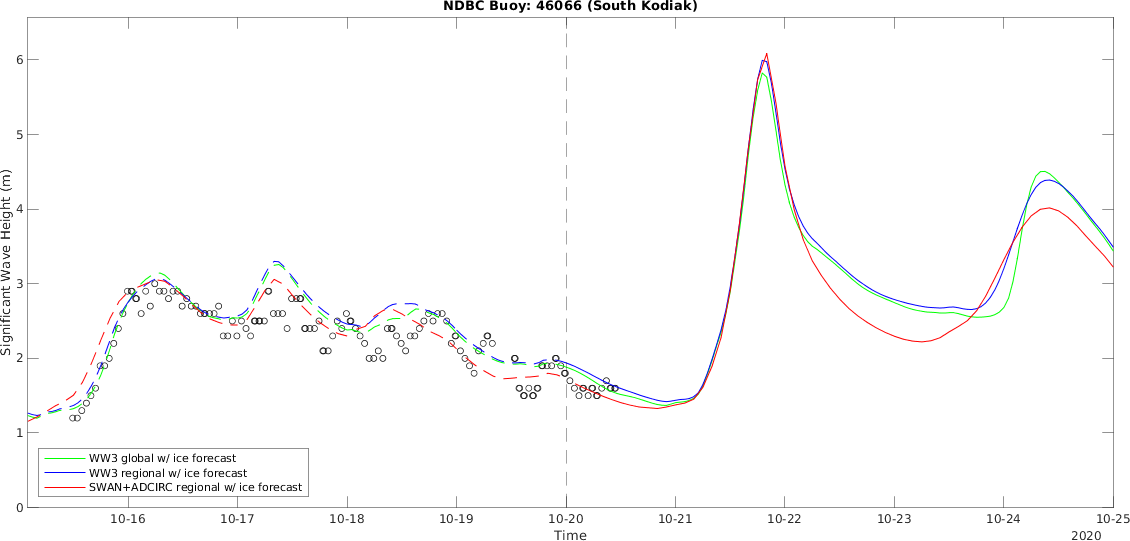 NDBC Buoy: 46066 (South Kodiak)
Significant Wave Height (m)
6
5
4
3
2
1
0
WW3 global w/ ice forecast
WW3 regional w/ ice forecast
SWAN+ADCIRC regional w/ ice forecast
10-16 10-17 10-18 10-19 10-20 10-21 10-22 10-23 10-24 10-25
Time
2020